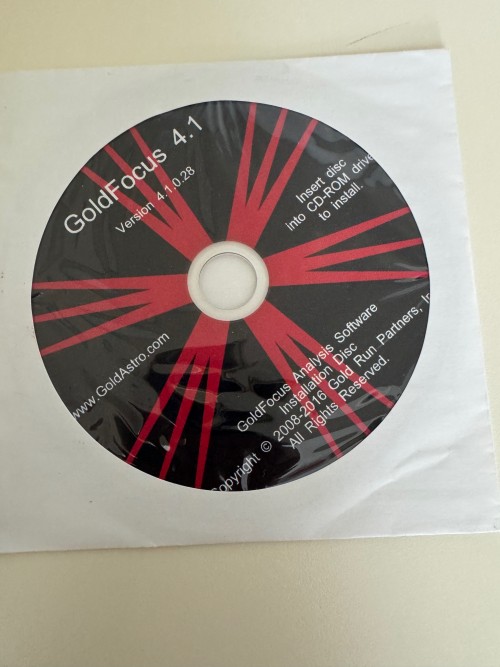 GoldFocus 4.1
Version 4.1.0.28
Insert disc
into CD-ROM drive
to install.
www.GoldAstro.com
GoldFocus Analysis Software
Installation Disc
Copyright © 2008-2016 Gold Run Partners, In
All Rights Reserved.